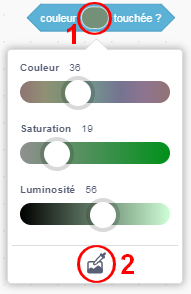 couleur touchée ?
1
Couleur 36
Saturation 19
Luminosité 56
2